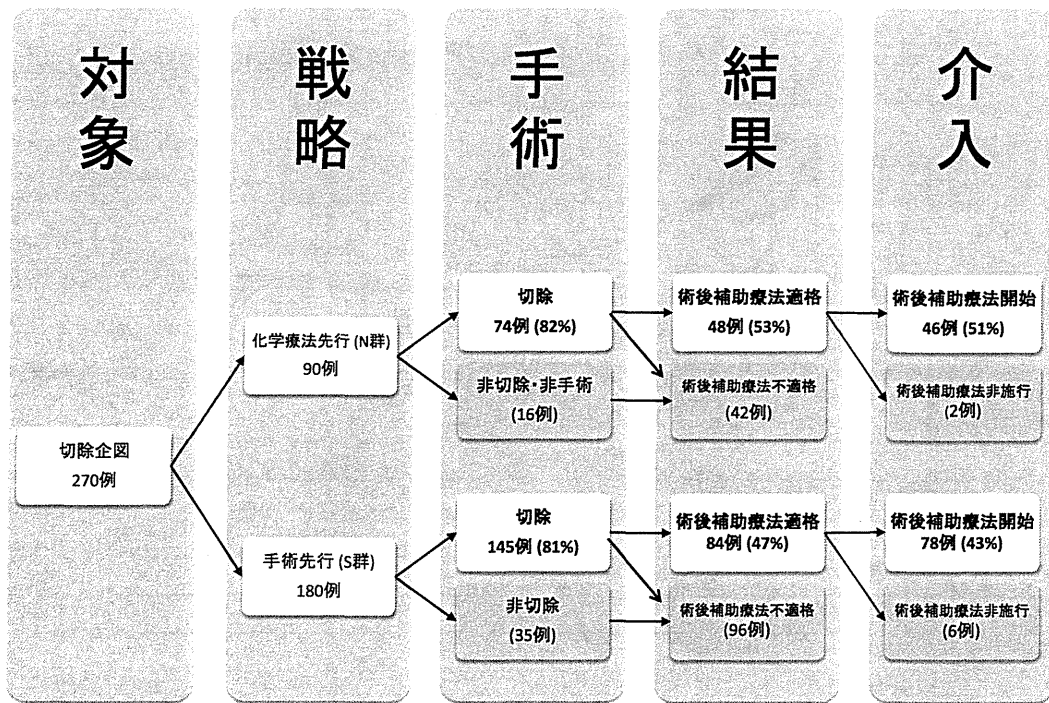 対象
戦略
手術
結果
介入
切除企図
270例
化学療法先行 (N群)
90例
手術先行 (S群)
180例
切除
74例 (82%)
非切除・非手術
(16例)
切除
145例 (81%)
非切除
(35例)
術後補助療法適格
48例 (53%)
術後補助療法不適格
(42例)
術後補助療法適格
84例 (47%)
術後補助療法不適格
(96例)
術後補助療法開始
46例 (51%)
術後補助療法非施行
(2例)
術後補助療法開始
78例 (43%)
術後補助療法非施行
(6例)